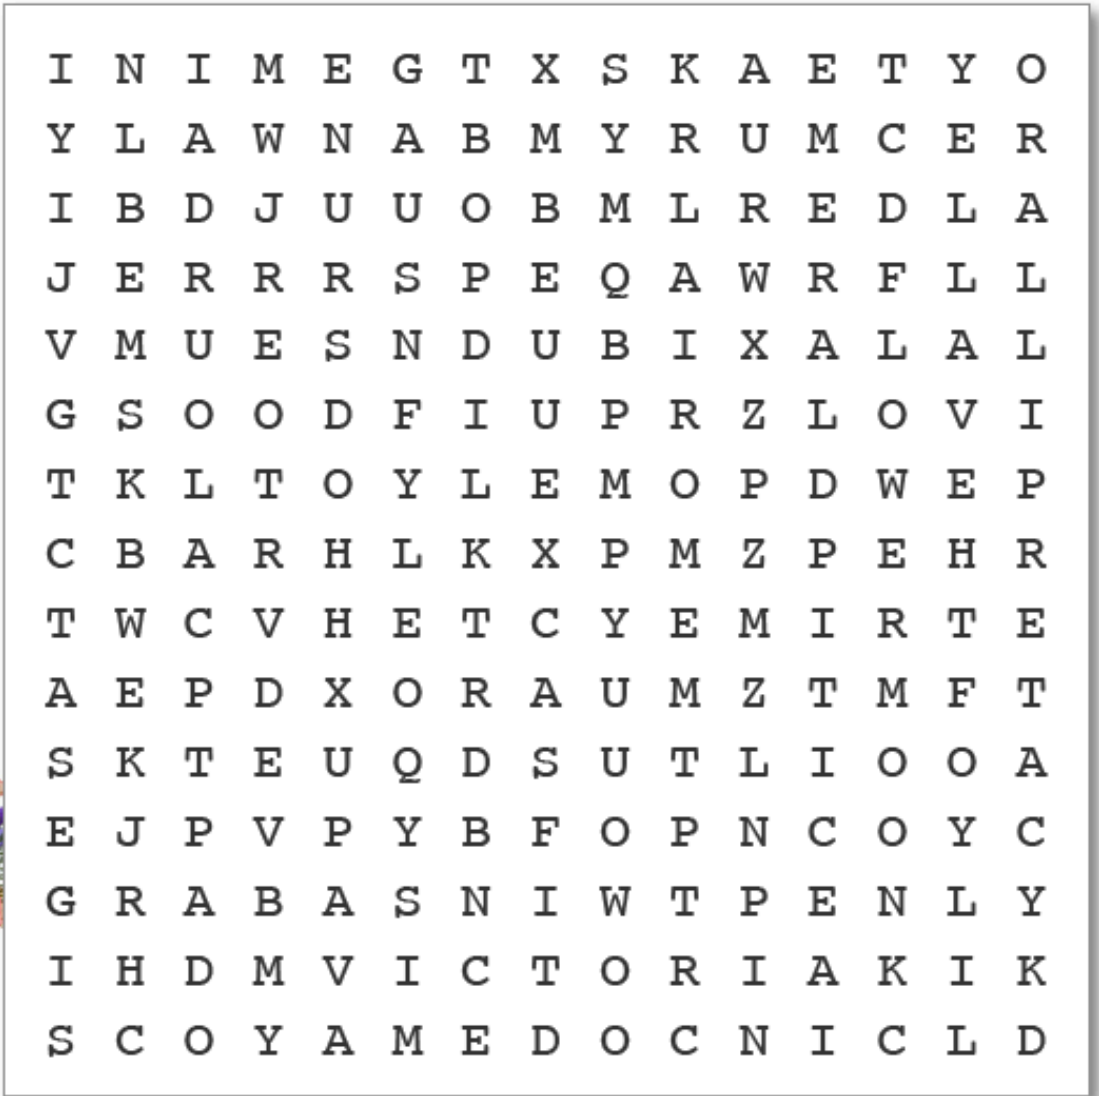 I N I M E G T X S K A E T Y O
Y L A W N A B M Y R U M C E R
I B D J U U O B M L R E D L A
J E R R R S P E Q A W R F L L
V M U E S N D U B I X A L A L
G S O O D F I U P R Z L O V I
T K L T O Y L E M O P D W E P
C B A R H L K X P M Z P E H R
T W C V H E T C Y E M I R T E
A E P D X O R A U M Z T M F T
S K T E U Q D S U T L I O O A
E J P V P Y B F O P N C O Y C
G R A B A S N I W T P E N L Y
I H D M V I C T O R I A K I K
S C O Y A M E D O C N I C L D